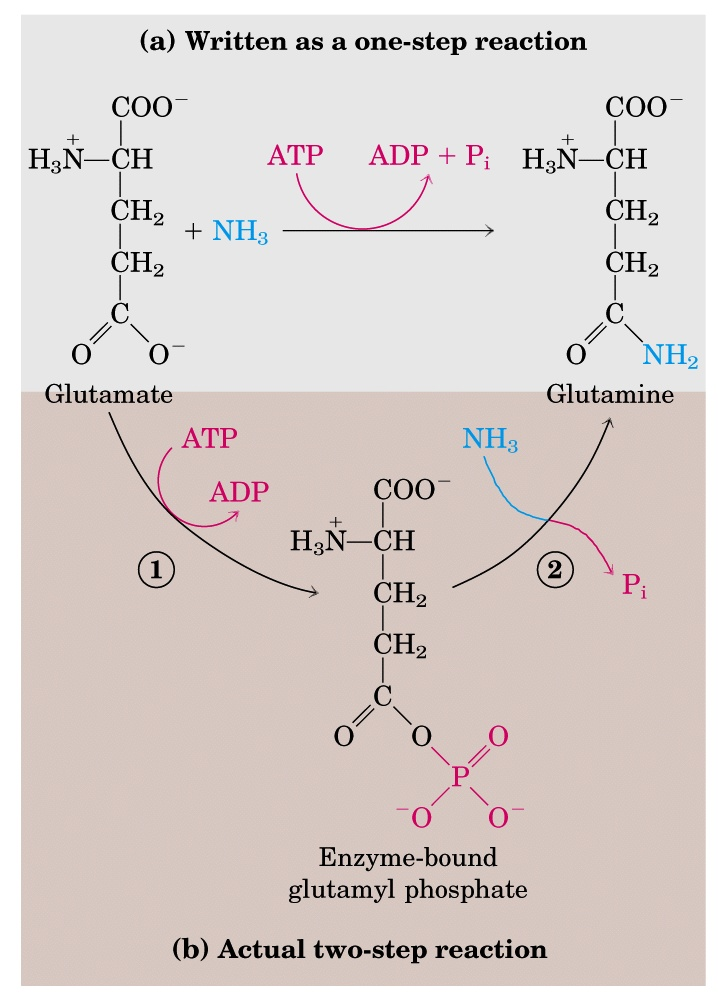 (a) Written as a one-step reaction
COO⁻ COO⁻
H₃N⁺—CH ATP ADP + Pᵢ H₃N⁺—CH
CH₂ CH₂
+ NH₃
CH₂ CH₂
C C
O O⁻ O NH₂
Glutamate Glutamine
ATP NH₃
ADP COO⁻
H₃N⁺—CH
1 2
CH₂ Pᵢ
CH₂
C
O O O
P
⁻O O⁻
Enzyme-bound
glutamyl phosphate
(b) Actual two-step reaction